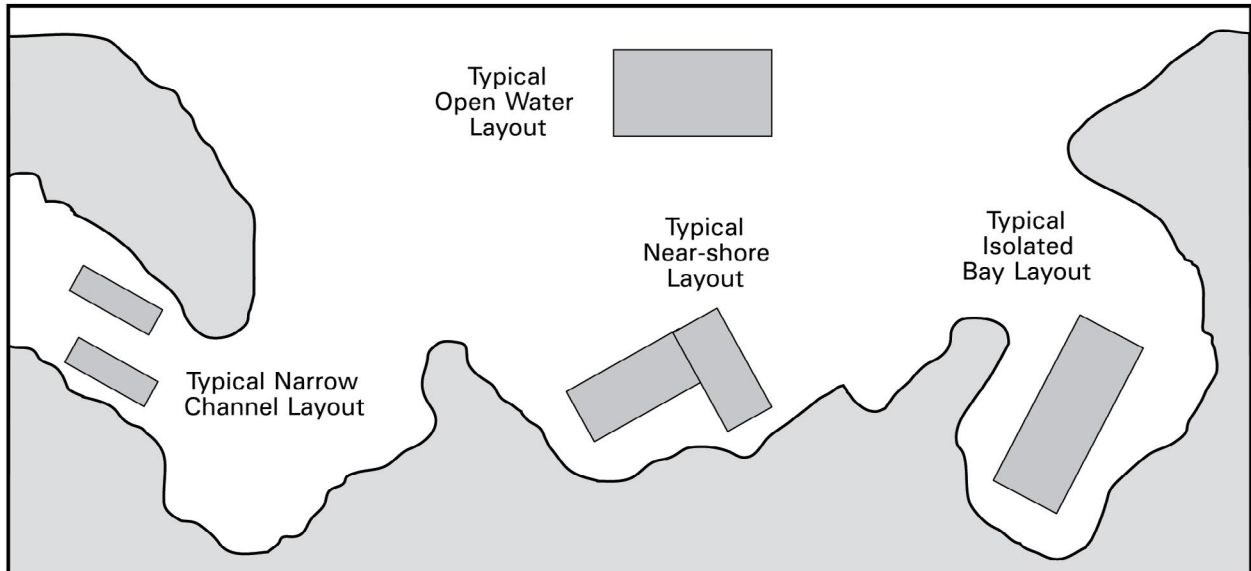 Typical
Open Water
Layout
Typical
Near-shore
Layout
Typical
Isolated
Bay Layout
Typical Narrow
Channel Layout